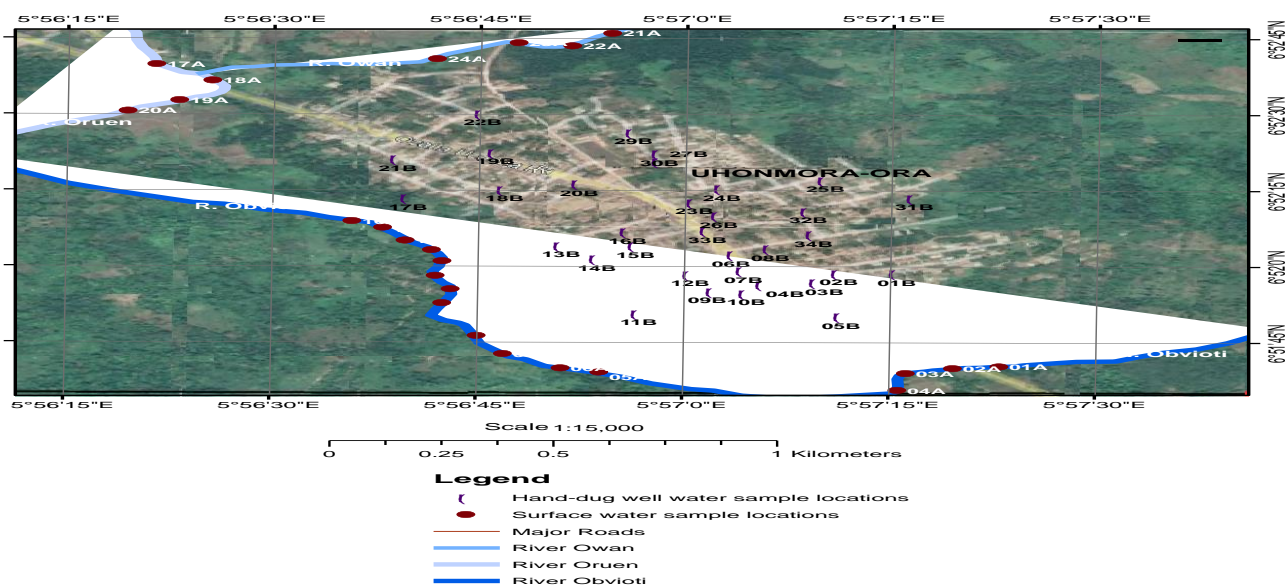 5°56'15"E 5°56'30"E 5°56'45"E 5°57'0"E 5°57'15"E 5°57'30"E
21A
22A
R. Owan
24A
17A
18A
19A
20A
Oruen
6°52'45"N
6°52'30"N
6°52'15"N
6°52'0"N
6°51'45"N
22B
29B
27B
30B
19B
21B
UHONMORA-ORA
25B
20B
18B
24B
17B
31B
23B
32B
26B
R. Obv
16B
33B
34B
13B
15B
08B
06B
14B
07B
12B
02B
01B
04B
03B
09B
10B
11B
05B
Obvioti
01A
02A
03A
04A
05A
5°56'15"E 5°56'30"E 5°56'45"E 5°57'0"E 5°57'15"E 5°57'30"E
Scale 1:15,000
0 0.25 0.5 1 Kilometers
Legend
Hand-dug well water sample locations
Surface water sample locations
Major Roads
River Owan
River Oruen
River Obvioti